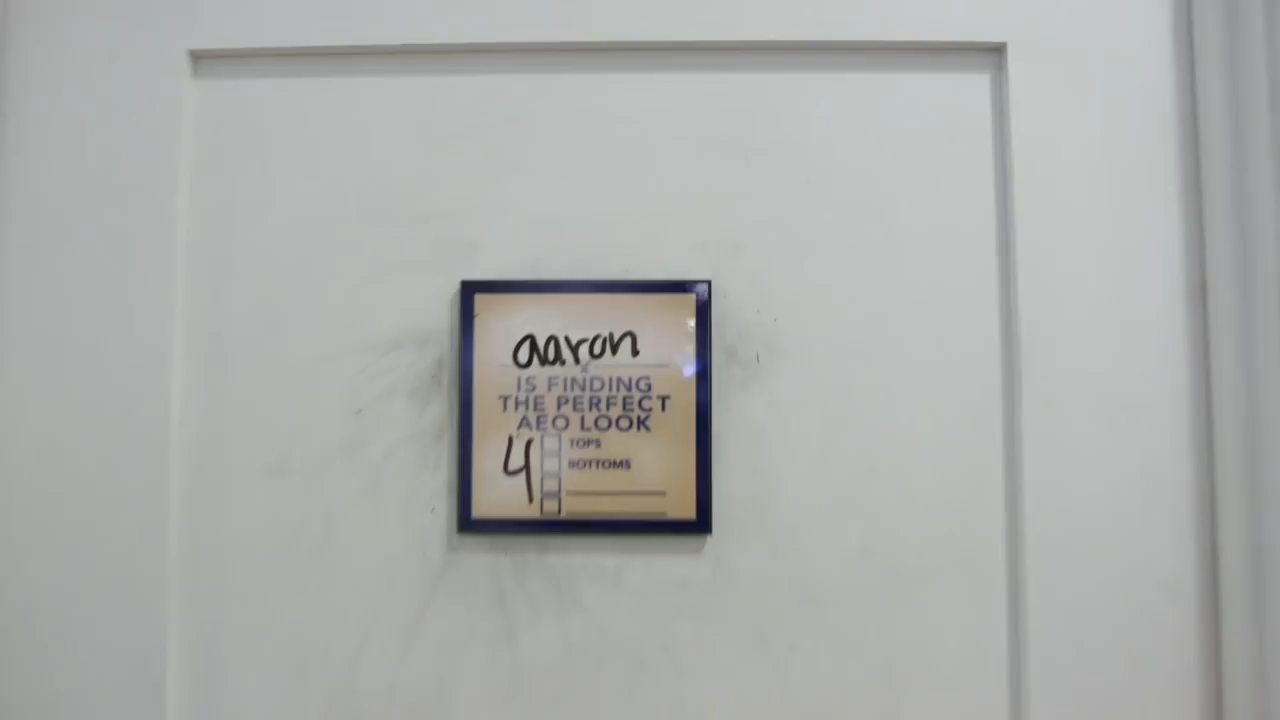 aaron
IS FINDING
THE PERFECT
AEO LOOK
4 TOPS
BOTTOMS